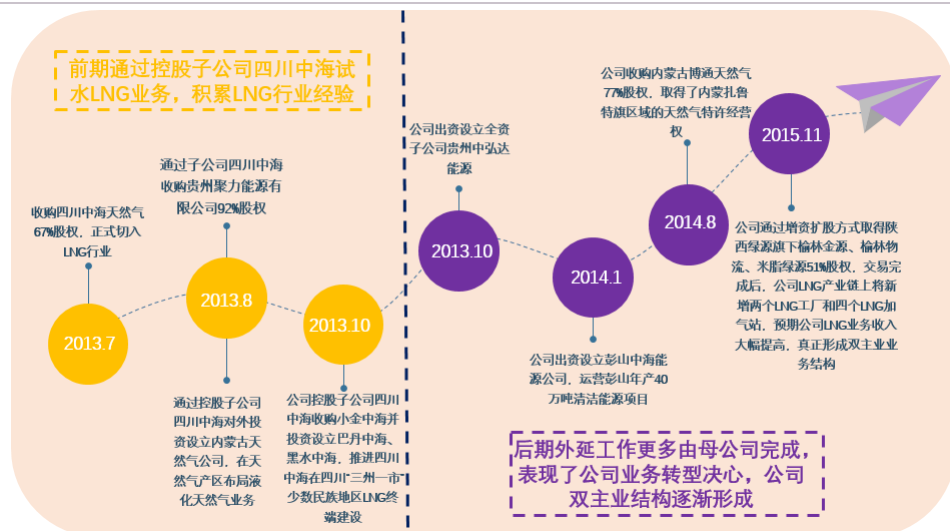 前期通过控股子公司四川中海试
水LNG业务，积累LNG行业经验
收购四川中海天然气
67%股权，正式切入
LNG行业
2013.7
通过子公司四川中海
收购贵州聚力能源有
限公司92%股权
2013.8
通过控股子公司
四川中海对外投
资设立内蒙古天
然气公司，在天
然气产区布局液
化天然气业务
2013.10
公司控股子公司四川
中海收购小金中海并
投资设立巴丹中海、
黑水中海，推进四川
中海在四川“三州一市”
少数民族地区LNG终
端建设
公司出资设立全资
子公司贵州中弘达
能源
2013.10
2014.1
公司出资设立彭山中海能
源公司，运营彭山年产40
万吨清洁能源项目
公司收购内蒙古博通天然气
77%股权，取得了内蒙扎鲁
特旗区域的天然气特许经营
权
2014.8
2015.11
公司通过增资扩股方式取得陕
西绿源旗下榆林金源、榆林物
流、米脂绿源51%股权，交易完
成后，公司LNG产业链上将新
增两个LNG工厂和四个LNG加
气站，预期公司LNG业务收入
大幅提高，真正形成双主业业
务结构
后期外延工作更多由母公司完成，
表现了公司业务转型决心，公司
双主业结构逐渐形成